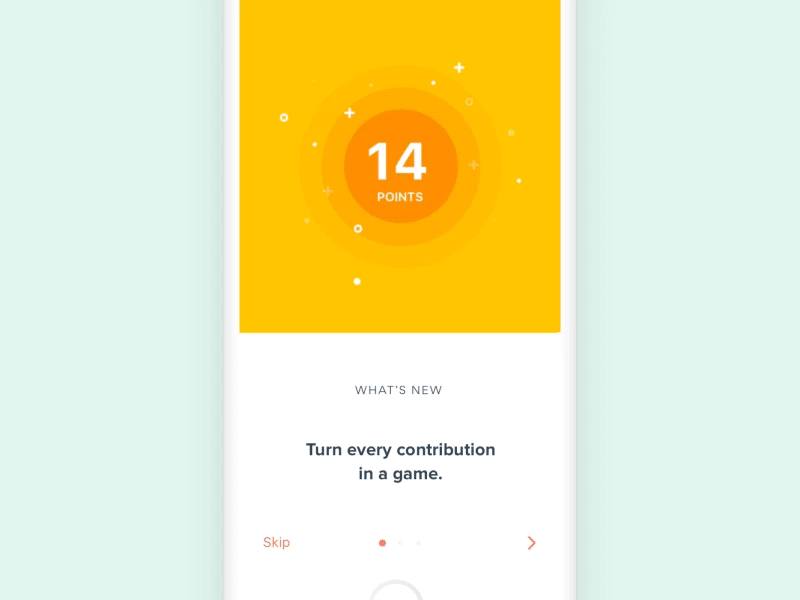 14
POINTS
WHAT'S NEW
Turn every contribution
in a game.
Skip